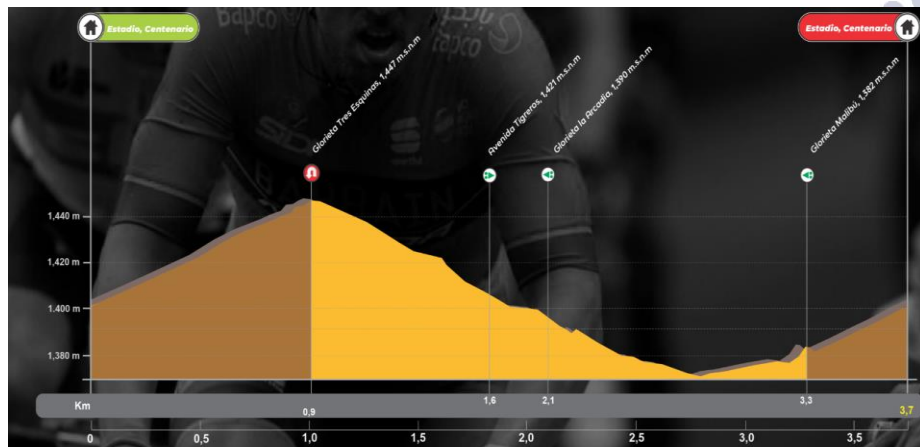 Estadio, Centenario
Estadio, Centenario
Glorieta Tres Esquinas, 1,447 m.s.n.m
Avenida Tigreros, 1,421 m.s.n.m
Glorieta la Arcadia, 1,390 m.s.n.m
Glorieta Malibú, 1,382 m.s.n.m
1,440 m
1,420 m
1.400 m
1,380 m
Km
0,9
1,6
2,1
3,3
3,7
0
0,5
1,0
1,5
2,0
2,5
3,0
3,5